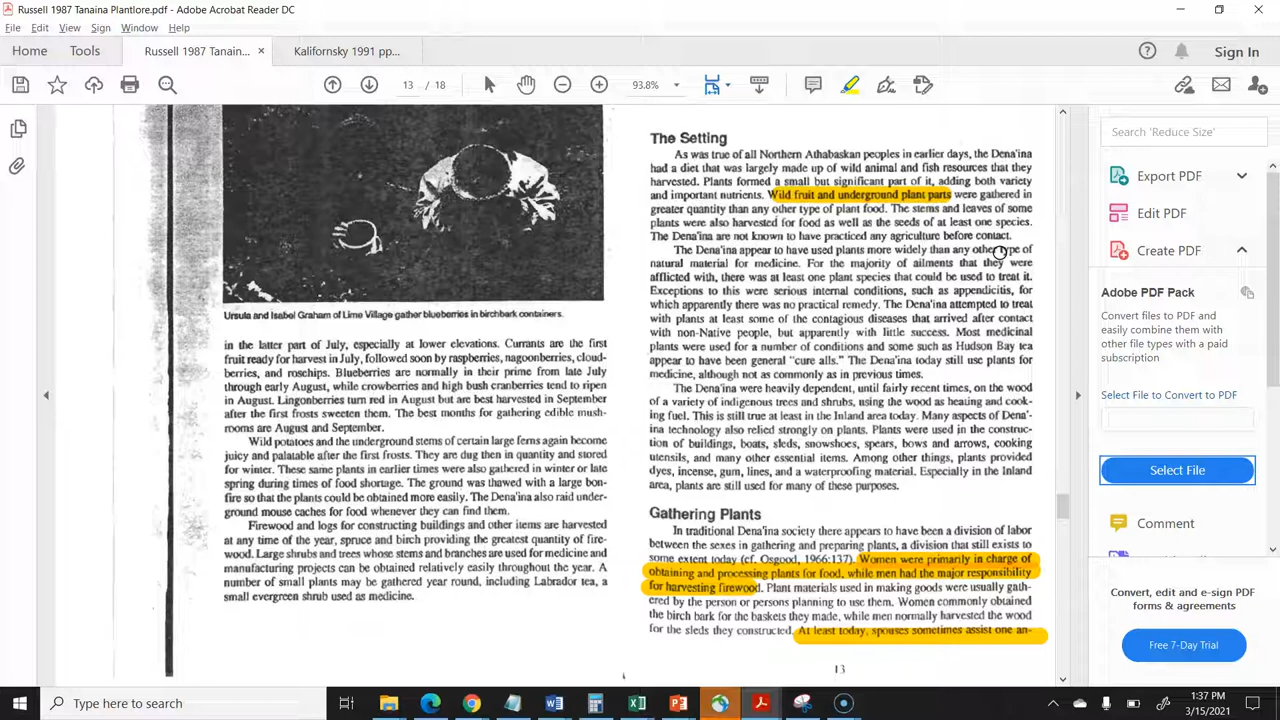 Russell 1987 Tanaina Plantlore.pdf - Adobe Acrobat Reader DC
File Edit View Sign Window Help
Home Tools Russell 1987 Tanain... × Kalifornsky 1991 pp... Sign In
13 / 18 93.8%
Ursula and Isabel Graham of Lime Village gather blueberries in birchbark containers.
in the latter part of July, especially at lower elevations. Currants are the first
fruit ready for harvest in July, followed soon by raspberries, nagoonberries, cloud-
berries, and rosehips. Blueberries are normally in their prime from late July
through early August, while crowberries and high bush cranberries tend to ripen
in August. Lingonberries turn red in August but are best harvested in September
after the first frosts sweeten them. The best months for gathering edible mush-
rooms are August and September.
Wild potatoes and the underground stems of certain large ferns again become
juicy and palatable after the first frosts. They are dug then in quantity and stored
for winter. These same plants in earlier times were also gathered in winter or late
spring during times of food shortage. The ground was thawed with a large bon-
fire so that the plants could be obtained more easily. The Dena'ina also raid under-
ground mouse caches for food whenever they can find them.
Firewood and logs for constructing buildings and other items are harvested
at any time of the year, spruce and birch providing the greatest quantity of fire-
wood. Large shrubs and trees whose stems and branches are used for medicine and
manufacturing projects can be obtained relatively easily throughout the year. A
number of small plants may be gathered year round, including Labrador tea, a
small evergreen shrub used as medicine.
The Setting
As was true of all Northern Athabaskan peoples in earlier days, the Dena'ina
had a diet that was largely made up of wild animal and fish resources that they
harvested. Plants formed a small but significant part of it, adding both variety
and important nutrients. Wild fruit and underground plant parts were gathered in
greater quantity than any other type of plant food. The stems and leaves of some
plants were also harvested for food as well as the seeds of at least one species.
The Dena'ina are not known to have practiced any agriculture before contact.
The Dena'ina appear to have used plants more widely than any other type of
natural material for medicine. For the majority of ailments that they were
afflicted with, there was at least one plant species that could be used to treat it.
Exceptions to this were serious internal conditions, such as appendicitis, for
which apparently there was no practical remedy. The Dena'ina attempted to treat
with plants at least some of the contagious diseases that arrived after contact
with non-Native people, but apparently with little success. Most medicinal
plants were used for a number of conditions and some such as Hudson Bay tea
appear to have been general "cure alls." The Dena'ina today still use plants for
medicine, although not as commonly as in previous times.
The Dena'ina were heavily dependent, until fairly recent times, on the wood
of a variety of indigenous trees and shrubs, using the wood as heating and cook-
ing fuel. This is still true at least in the Inland area today. Many aspects of Dena'-
ina technology also relied strongly on plants. Plants were used in the construc-
tion of buildings, boats, sleds, snowshoes, spears, bows and arrows, cooking
utensils, and many other essential items. Among other things, plants provided
dyes, incense, gum, lines, and a waterproofing material. Especially in the Inland
area, plants are still used for many of these purposes.
Gathering Plants
In traditional Dena'ina society there appears to have been a division of labor
between the sexes in gathering and preparing plants, a division that still exists to
some extent today (cf. Osgood, 1966:137). Women were primarily in charge of
obtaining and processing plants for food, while men had the major responsibility
for harvesting firewood. Plant materials used in making goods were usually gath-
ered by the person or persons planning to use them. Women commonly obtained
the birch bark for the baskets they made, while men normally harvested the wood
for the sleds they constructed. At least today, spouses sometimes assist one an-
13
Search 'Reduce Size'
Export PDF
Edit PDF
Create PDF
Adobe PDF Pack
Convert files to PDF and
easily combine them with
other file types with a paid
subscription
Select File to Convert to PDF
Select File
Comment
Convert, edit and e-sign PDF
forms & agreements
Free 7-Day Trial
Type here to search
1:37 PM
3/15/2021